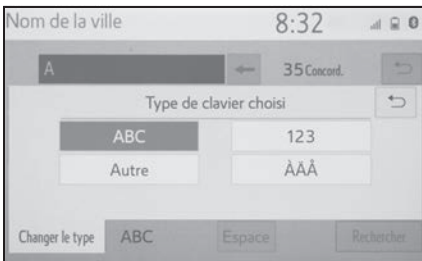 Nom de la ville 8:32
A 35 Concord.
Type de clavier choisi
ABC 123
Autre ÀÄÅ
Changer le type ABC Espace Rechercher